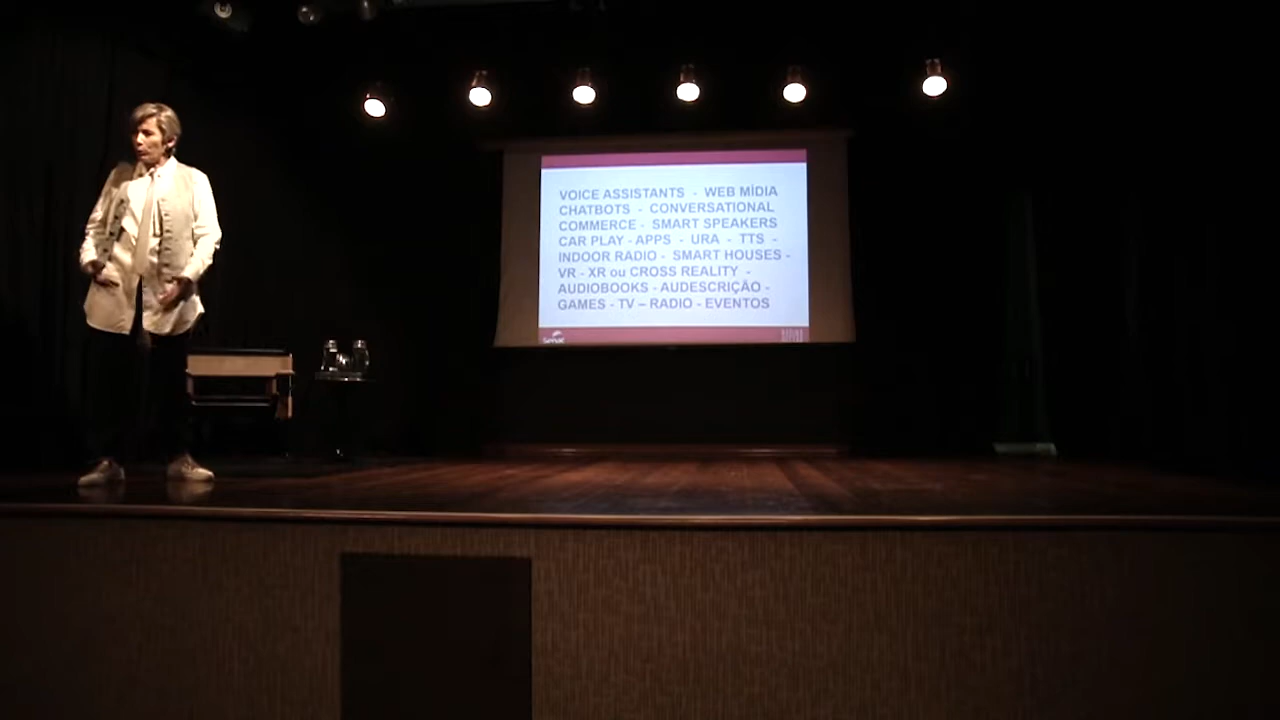 VOICE ASSISTANTS - WEB MÍDIA
CHATBOTS - CONVERSATIONAL
COMMERCE - SMART SPEAKERS
CAR PLAY - APPS - URA - TTS -
INDOOR RADIO - SMART HOUSES -
VR - XR ou CROSS REALITY -
AUDIOBOOKS - AUDESCRIÇÃO -
GAMES - TV – RADIO - EVENTOS
Senac